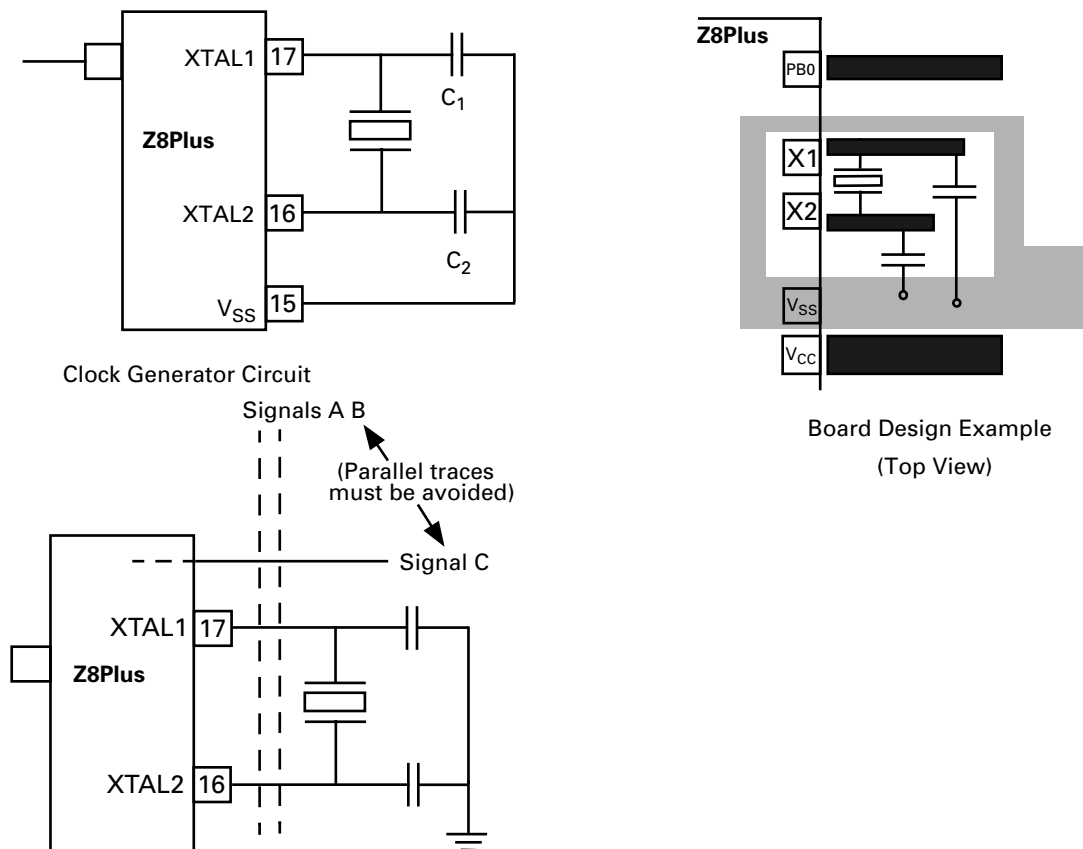 XTAL1 17
C1
Z8Plus
XTAL2 16
C2
VSS 15
Clock Generator Circuit
Z8Plus
PB0
X1
X2
VSS
VCC
Board Design Example
(Top View)
Signals A B
(Parallel traces
must be avoided)
Signal C
XTAL1 17
Z8Plus
XTAL2 16